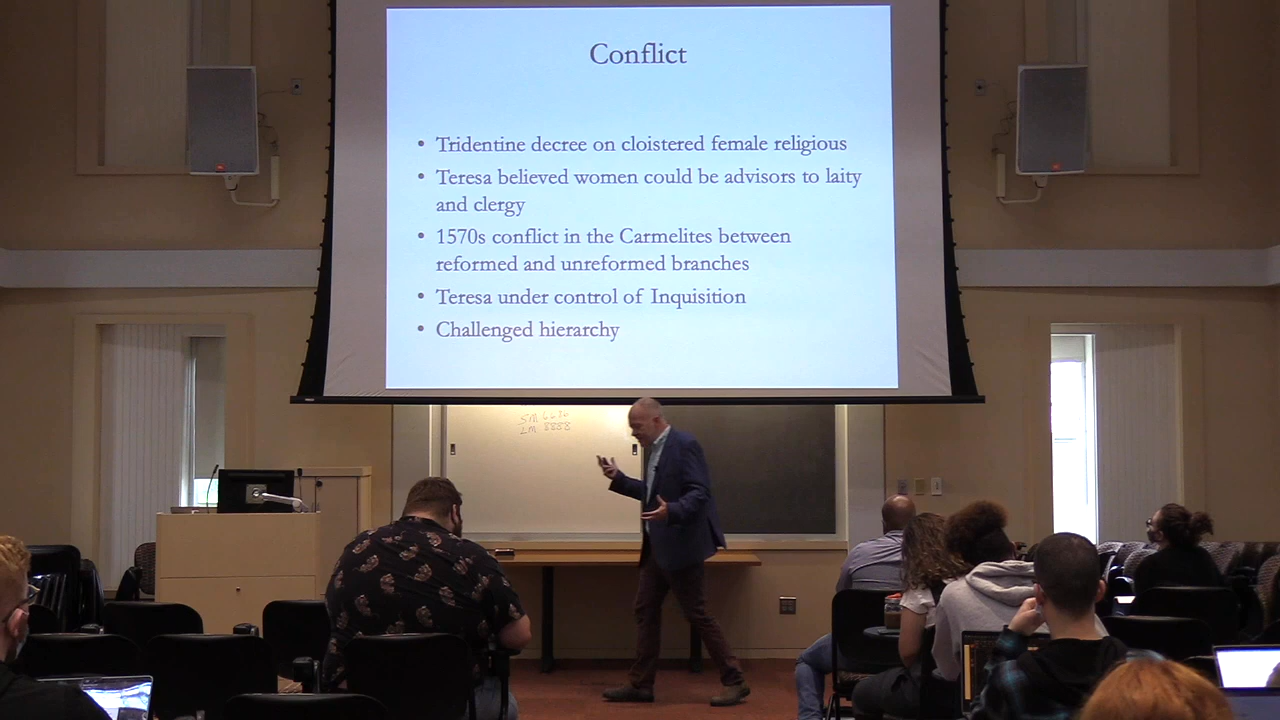 Conflict
• Tridentine decree on cloistered female religious
• Teresa believed women could be advisors to laity
and clergy
• 1570s conflict in the Carmelites between
reformed and unreformed branches
• Teresa under control of Inquisition
• Challenged hierarchy